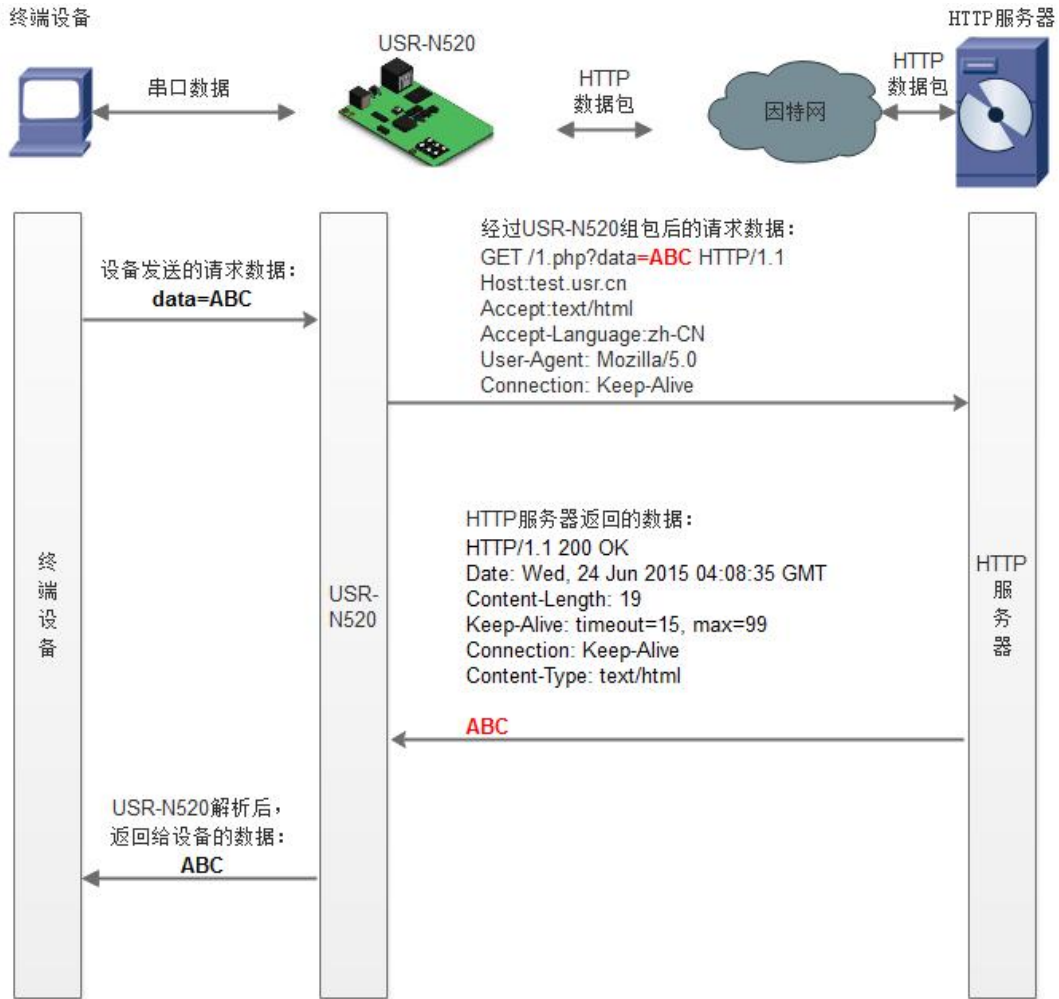 终端设备
HTTP服务器
USR-N520
串口数据
HTTP
数据包
因特网
HTTP
数据包
设备发送的请求数据：
data=ABC
经过USR-N520组包后的请求数据：
GET /1.php?data=ABC HTTP/1.1
Host:test.usr.cn
Accept:text/html
Accept-Language:zh-CN
User-Agent: Mozilla/5.0
Connection: Keep-Alive
HTTP服务器返回的数据：
HTTP/1.1 200 OK
Date: Wed, 24 Jun 2015 04:08:35 GMT
Content-Length: 19
Keep-Alive: timeout=15, max=99
Connection: Keep-Alive
Content-Type: text/html
ABC
终
端
设
备
USR-
N520
HTTP
服
务
器
USR-N520解析后，
返回给设备的数据：
ABC